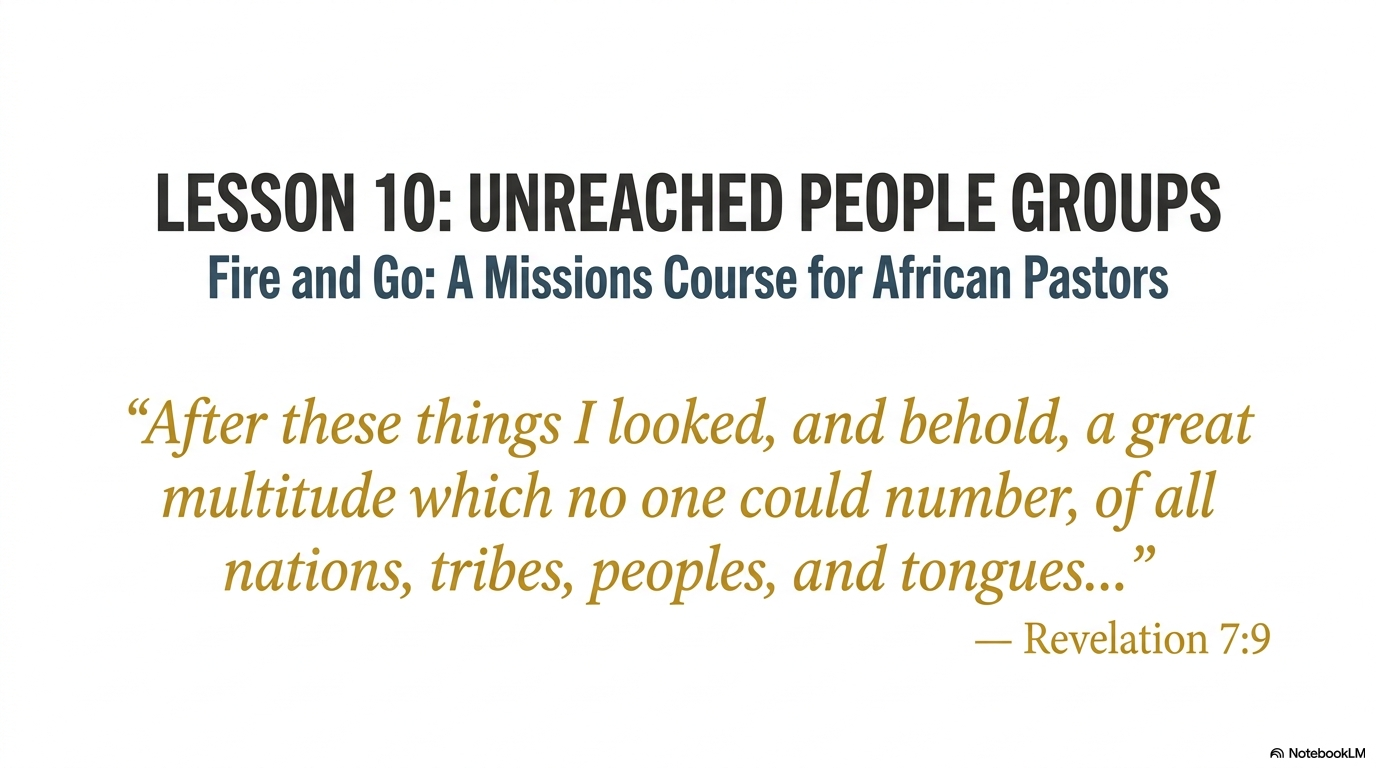 LESSON 10: UNREACHED PEOPLE GROUPS
Fire and Go: A Missions Course for African Pastors
“After these things I looked, and behold, a great
multitude which no one could number, of all
nations, tribes, peoples, and tongues...”
— Revelation 7:9
NotebookLM